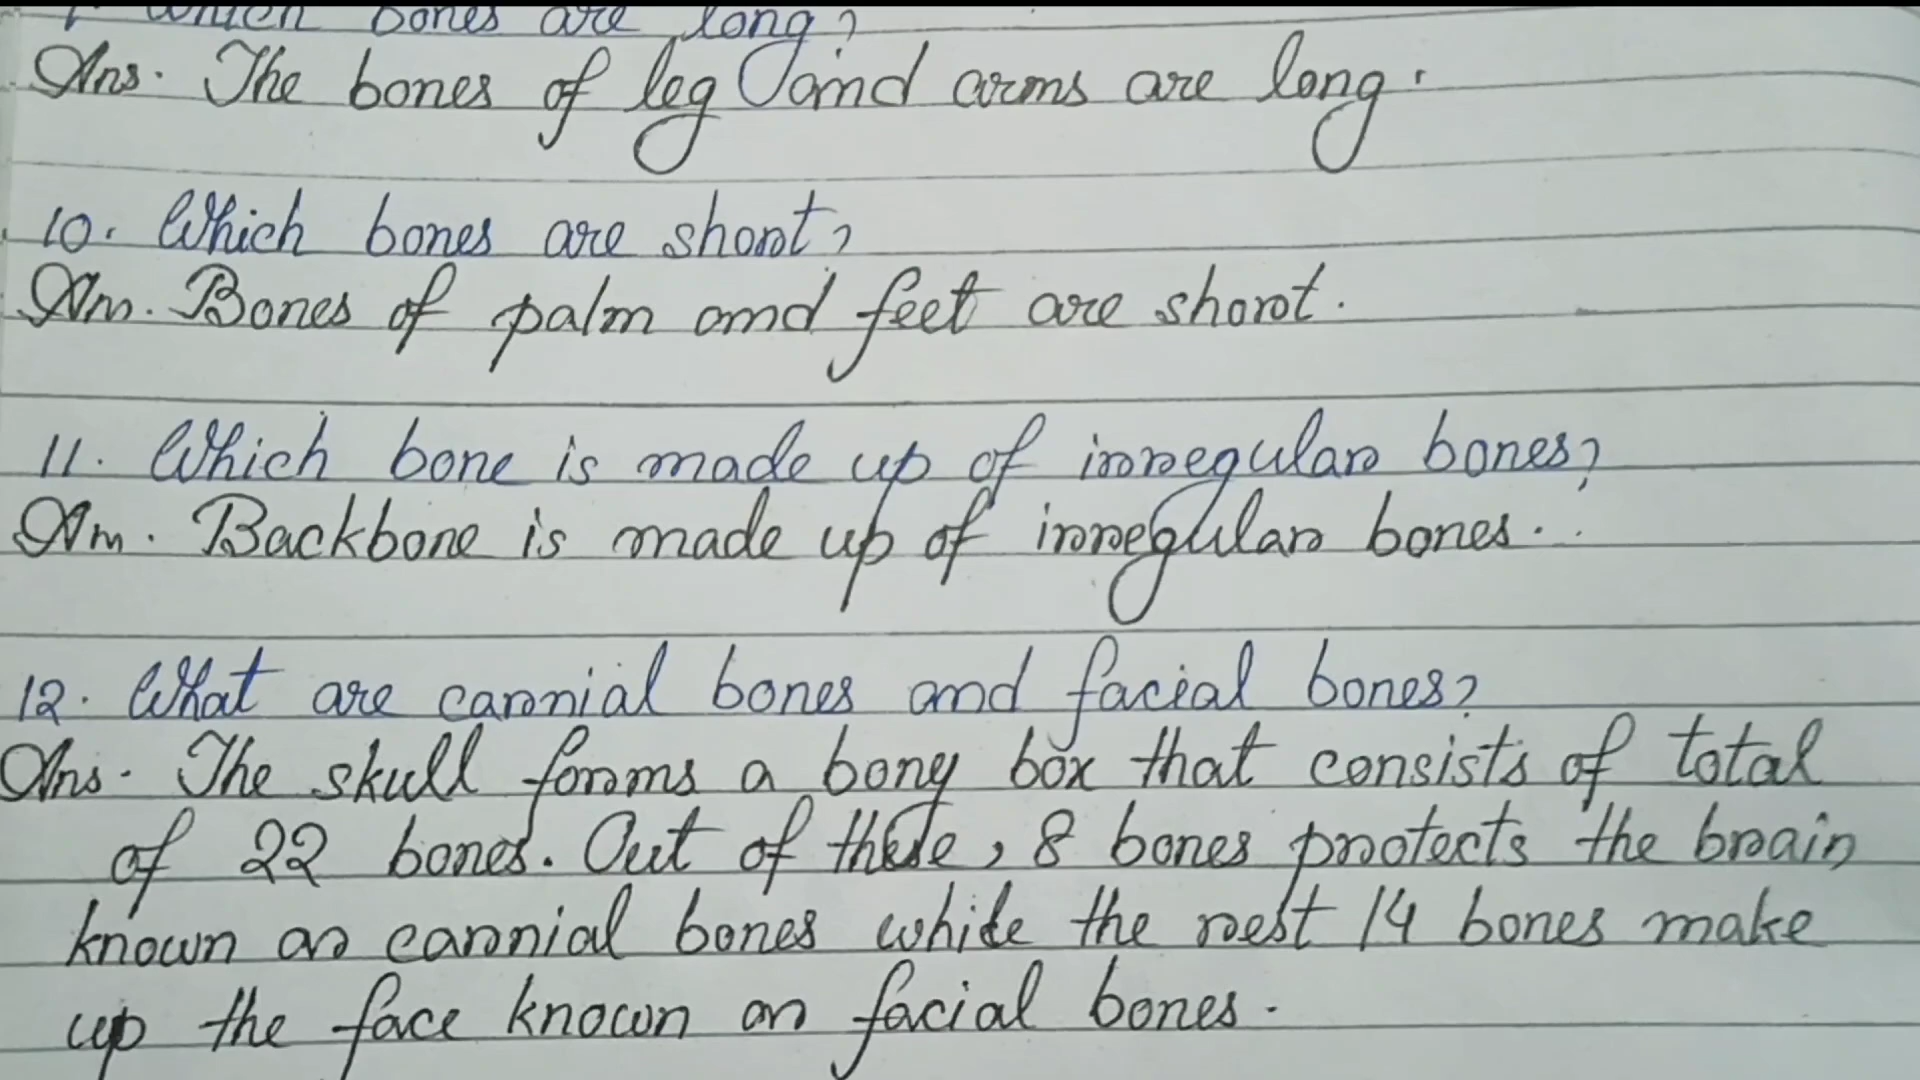 Which bones are long?
Ans. The bones of leg and arms are long.
10. Which bones are short?
Ans. Bones of palm and feet are short.
11. Which bone is made up of irregular bones?
Ans. Backbone is made up of irregular bones.
12. What are carnial bones and facial bones?
Ans. The skull forms a bony box that consists of total
of 22 bones. Out of these, 8 bones protects the brain
known as carnial bones while the rest 14 bones make
up the face known as facial bones.